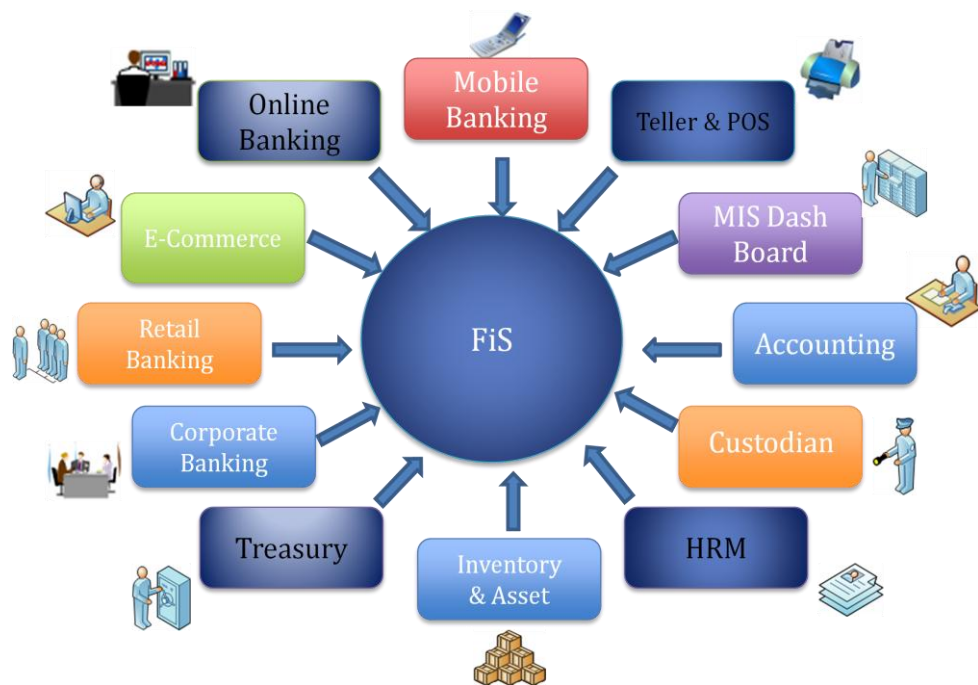 Mobile
Banking
Online
Banking
Teller & POS
E-Commerce
MIS Dash
Board
Retail
Banking
FiS
Accounting
Corporate
Banking
Custodian
Treasury
Inventory
& Asset
HRM